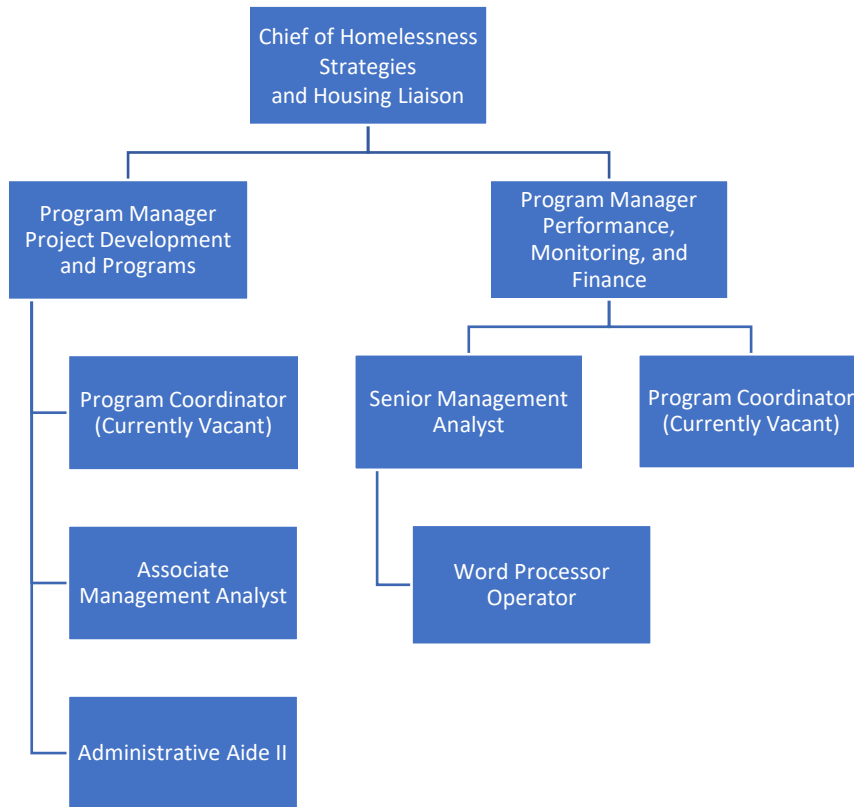 Chief of Homelessness
Strategies
and Housing Liaison
Program Manager
Project Development
and Programs
Program Manager
Performance,
Monitoring, and
Finance
Program Coordinator
(Currently Vacant)
Senior Management
Analyst
Program Coordinator
(Currently Vacant)
Associate
Management Analyst
Word Processor
Operator
Administrative Aide II